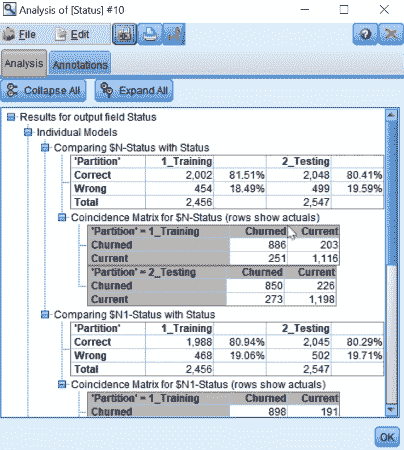 Analysis of [Status] #10
File Edit
Analysis Annotations
Collapse All Expand All
Results for output field Status
Individual Models
Comparing $N-Status with Status
'Partition' 1_Training 2_Testing
Correct 2,002 81.51% 2,048 80.41%
Wrong 454 18.49% 499 19.59%
Total 2,456 2,547
Coincidence Matrix for $N-Status (rows show actuals)
'Partition' = 1_Training Churned Current
Churned 886 203
Current 251 1,116
'Partition' = 2_Testing Churned Current
Churned 850 226
Current 273 1,198
Comparing $N1-Status with Status
'Partition' 1_Training 2_Testing
Correct 1,988 80.94% 2,045 80.29%
Wrong 468 19.06% 502 19.71%
Total 2,456 2,547
Coincidence Matrix for $N1-Status (rows show actuals)
'Partition' = 1_Training Churned Current
Churned 898 191
OK